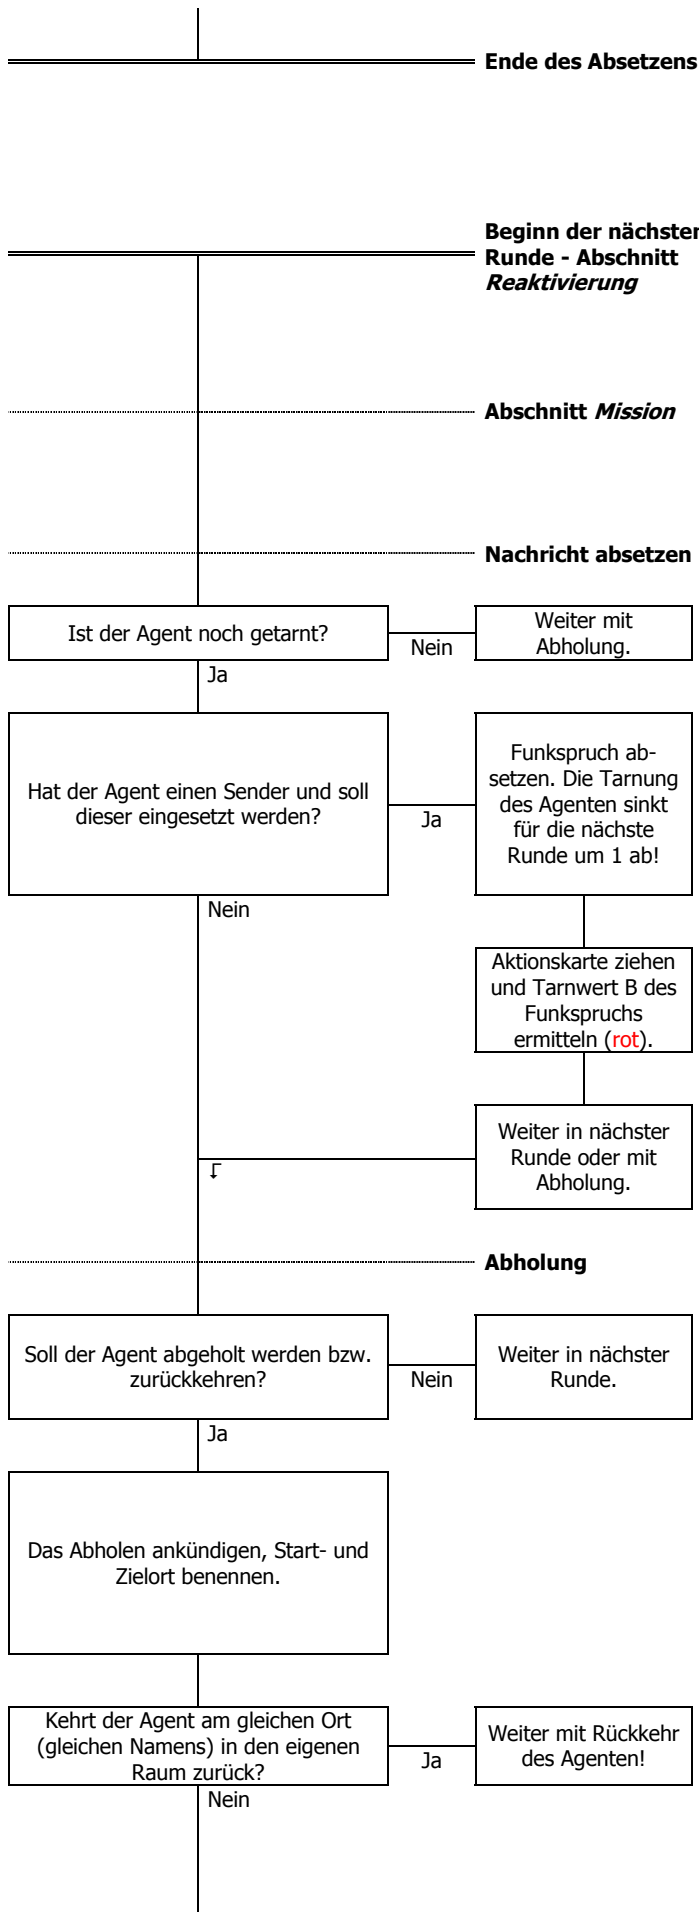 Ende des Absetzens
Beginn der nächsten
Runde - Abschnitt
Reaktivierung
Abschnitt Mission
Nachricht absetzen
Ist der Agent noch getarnt?
Nein
Weiter mit
Abholung.
Ja
Hat der Agent einen Sender und soll
dieser eingesetzt werden?
Ja
Funkspruch ab-
setzen. Die Tarnung
des Agenten sinkt
für die nächste
Runde um 1 ab!
Nein
Aktionskarte ziehen
und Tarnwert B des
Funkspruchs
ermitteln (rot).
Weiter in nächster
Runde oder mit
Abholung.
Abholung
Soll der Agent abgeholt werden bzw.
zurückkehren?
Nein
Weiter in nächster
Runde.
Ja
Das Abholen ankündigen, Start- und
Zielort benennen.
Kehrt der Agent am gleichen Ort
(gleichen Namens) in den eigenen
Raum zurück?
Ja
Weiter mit Rückkehr
des Agenten!
Nein